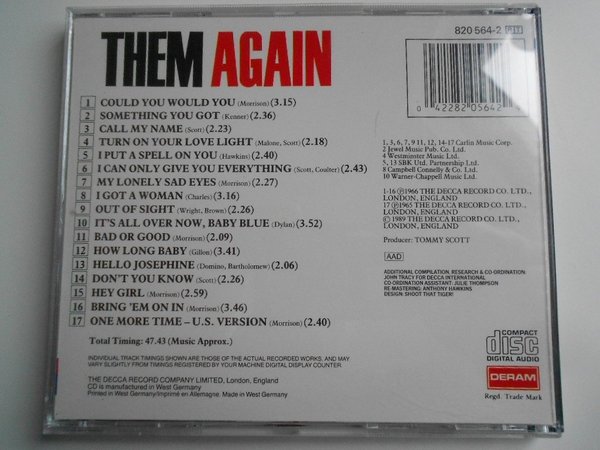 820 564-2
THEM AGAIN
0 42282 05642
1 COULD YOU WOULD YOU (Morrison) (3.15)
2 SOMETHING YOU GOT (Kenner) (2.36)
3 CALL MY NAME (Scott) (2.23)
4 TURN ON YOUR LOVE LIGHT (Malone, Scott) (2.18)
5 I PUT A SPELL ON YOU (Hawkins) (2.40)
6 I CAN ONLY GIVE YOU EVERYTHING (Scott, Coulter) (2.43)
7 MY LONELY SAD EYES (Morrison) (2.27)
8 I GOT A WOMAN (Charles) (3.16)
9 OUT OF SIGHT (Wright, Brown) (2.26)
10 IT'S ALL OVER NOW, BABY BLUE (Dylan) (3.52)
11 BAD OR GOOD (Morrison) (2.09)
12 HOW LONG BABY (Gillon) (3.41)
13 HELLO JOSEPHINE (Domino, Bartholomew) (2.06)
14 DON'T YOU KNOW (Scott) (2.26)
15 HEY GIRL (Morrison) (2.59)
16 BRING 'EM ON IN (Morrison) (3.46)
17 ONE MORE TIME – U.S. VERSION (Morrison) (2.40)
Total Timing: 47.43 (Music Approx.)
INDIVIDUAL TRACK TIMINGS SHOWN ARE THOSE OF THE ACTUAL RECORDED WORKS, AND MAY
VARY SLIGHTLY FROM TIMINGS REGISTERED BY YOUR MACHINE DIGITAL DISPLAY COUNTER.
THE DECCA RECORD COMPANY LIMITED, London, England
CD is manufactured in West Germany
Printed in West Germany/Imprimé en Allemagne. Made in West Germany
1, 3, 6, 7, 9, 11, 12, 14-17 Carlin Music Corp.
2 Jewel Music Pub. Co. Ltd.
4 Westminster Music Ltd.
5, 13 SBK Utd. Partnership Ltd.
8 Campbell Connelly & Co. Ltd.
10 Warner-Chappell Music Ltd.
1-16 ℗1966 THE DECCA RECORD CO. LTD.,
LONDON, ENGLAND
17 ℗1965 THE DECCA RECORD CO. LTD.,
LONDON, ENGLAND
© 1989 THE DECCA RECORD CO. LTD.,
LONDON, ENGLAND
Producer: TOMMY SCOTT
AAD
ADDITIONAL COMPILATION, RESEARCH & CO-ORDINATION:
JOHN TRACY FOR DECCA INTERNATIONAL
CO-ORDINATION ASSISTANT: JULIE THOMPSON
RE-MASTERING: ANTHONY HAWKINS
DESIGN: SHOOT THAT TIGER!
COMPACT
disc
DIGITAL AUDIO
DERAM
Regd. Trade Mark